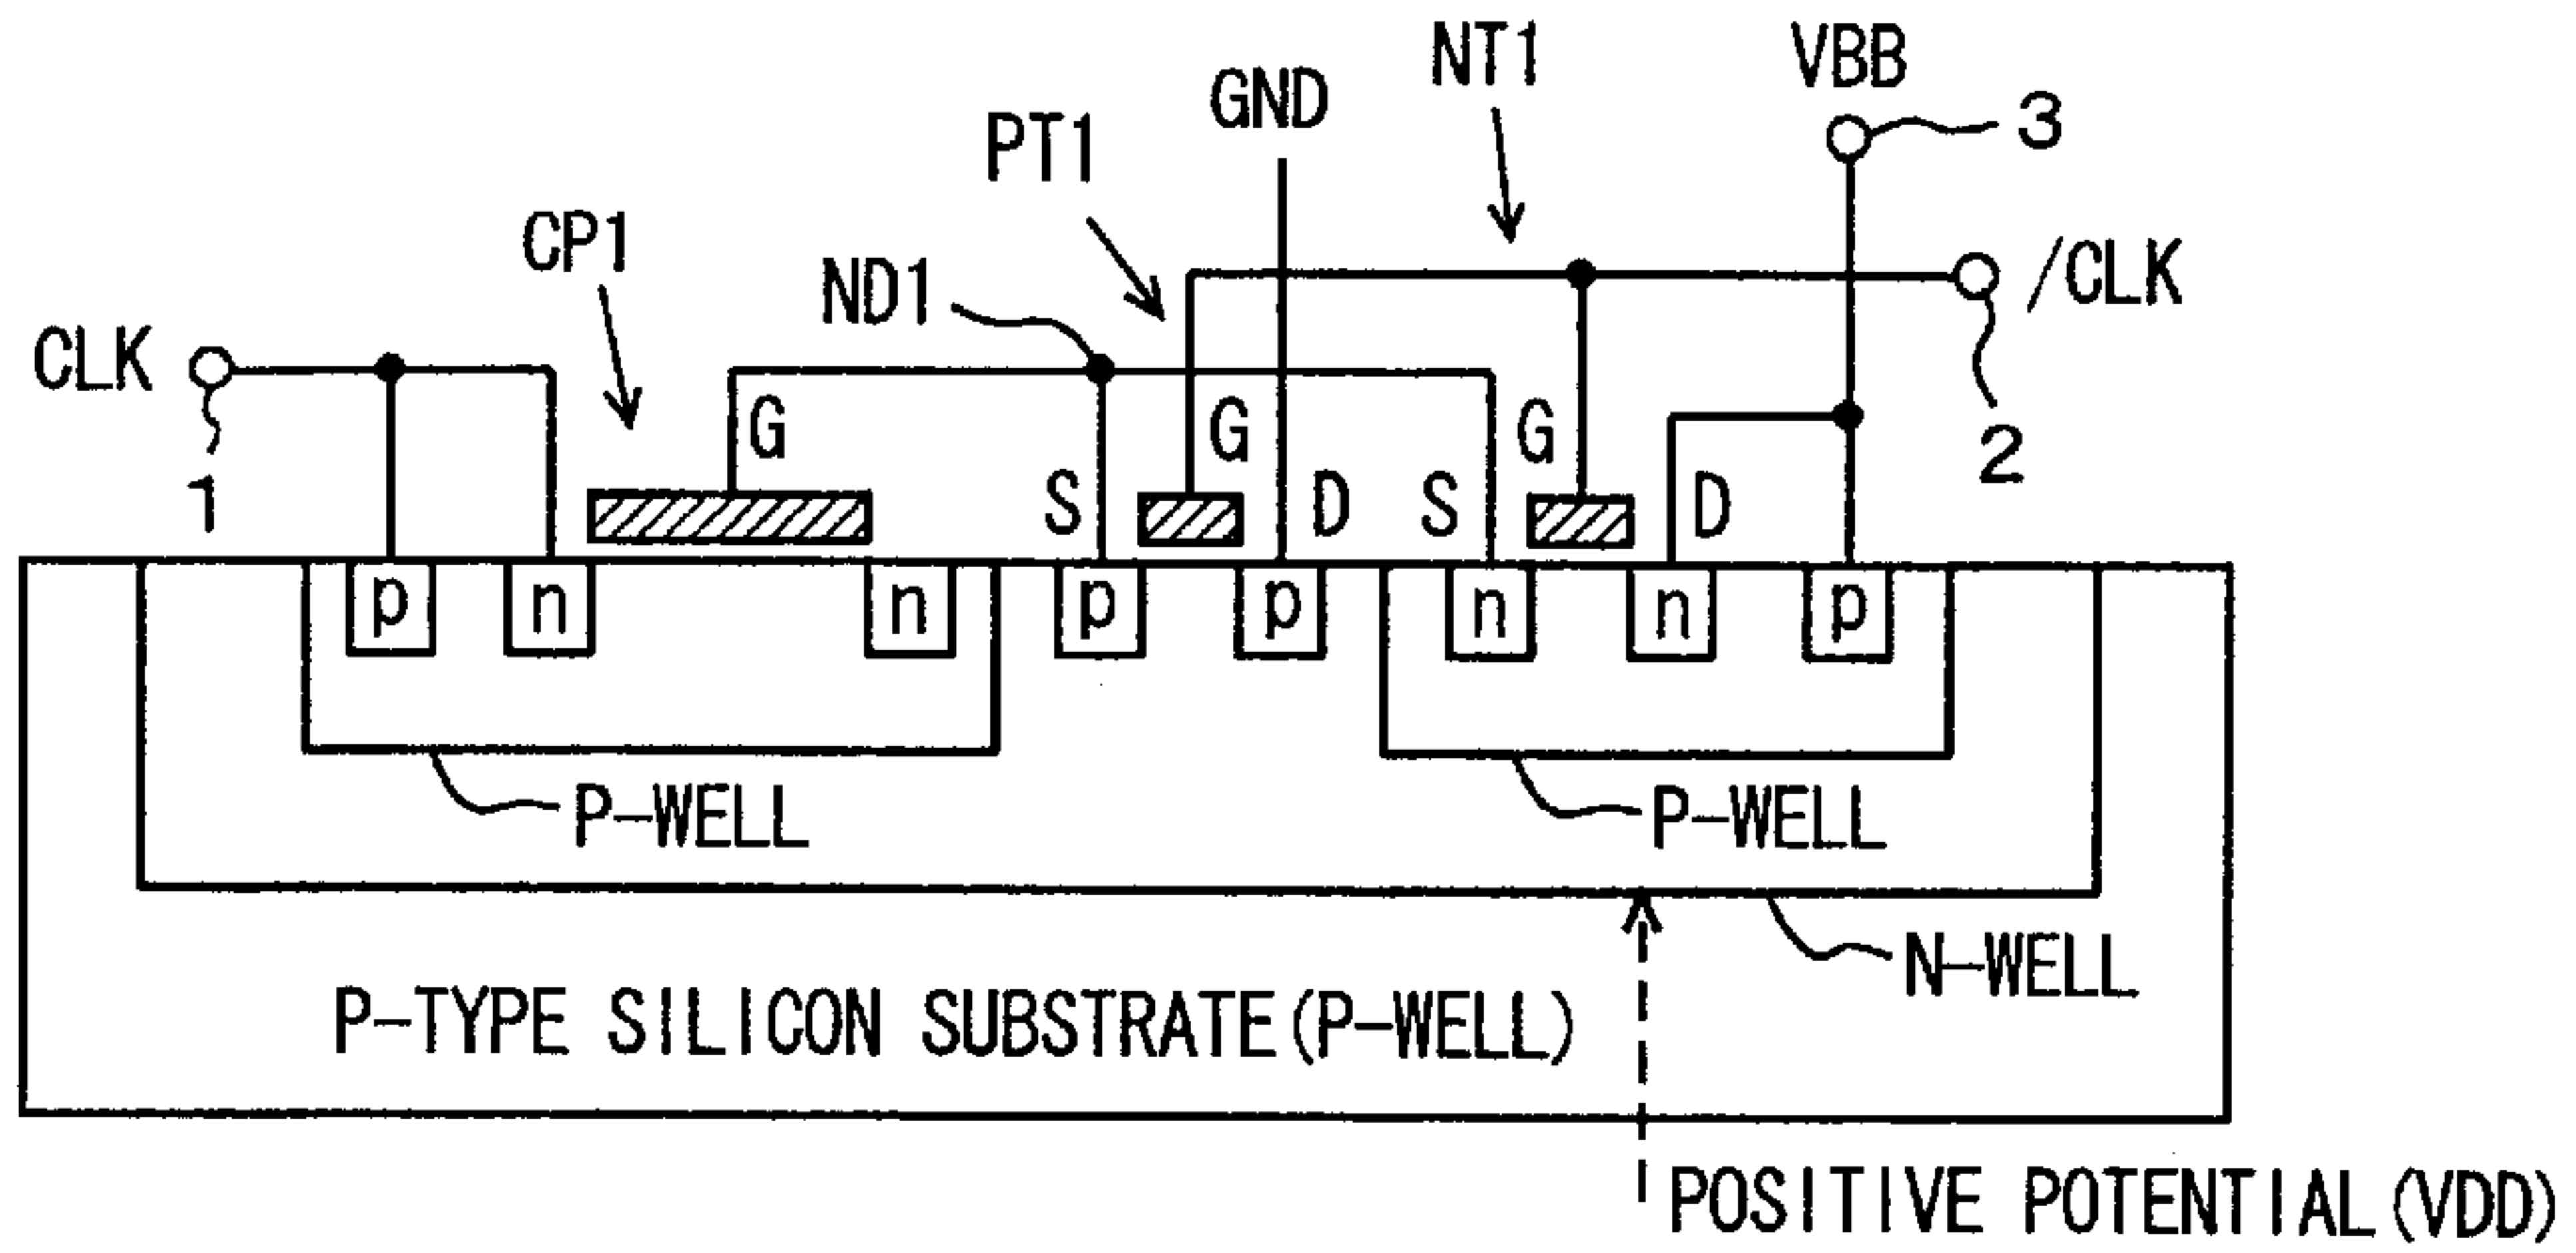 NT1
VBB
GND
3
PT1
CP1
ND1
/CLK
CLK
G
G
G
2
1
S
D
S
D
p
n
n
p
p
n
n
p
P-WELL
P-WELL
N-WELL
P-TYPE SILICON SUBSTRATE(P-WELL)
POSITIVE POTENTIAL(VDD)